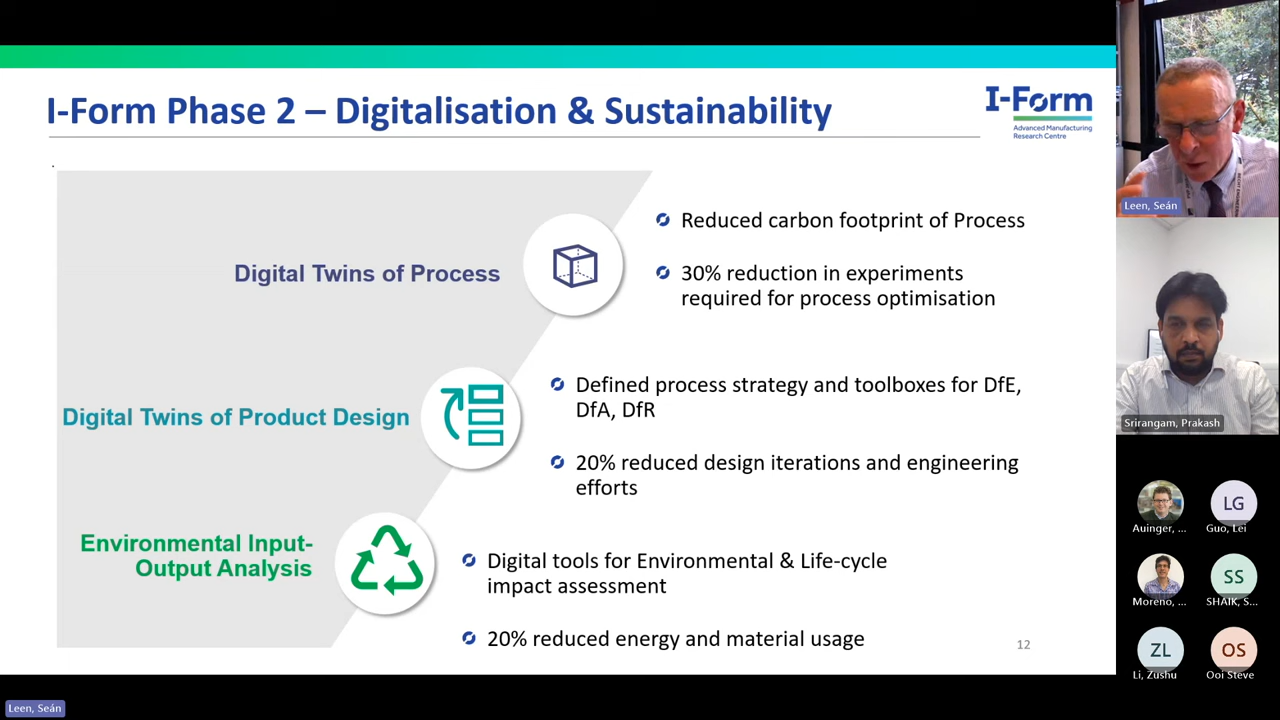 I-Form Phase 2 – Digitalisation & Sustainability
I-Form
Advanced Manufacturing
Research Centre
.
Digital Twins of Process
Reduced carbon footprint of Process
30% reduction in experiments
required for process optimisation
Digital Twins of Product Design
Defined process strategy and toolboxes for DfE,
DfA, DfR
20% reduced design iterations and engineering
efforts
Environmental Input-
Output Analysis
Digital tools for Environmental & Life-cycle
impact assessment
20% reduced energy and material usage
12
Leen, Seán
Srirangam, Prakash
Auinger, ...
LG
Guo, Lei
Moreno, ...
SS
SHAIK, S...
ZL
Li, Zushu
OS
Ooi Steve
Leen, Seán